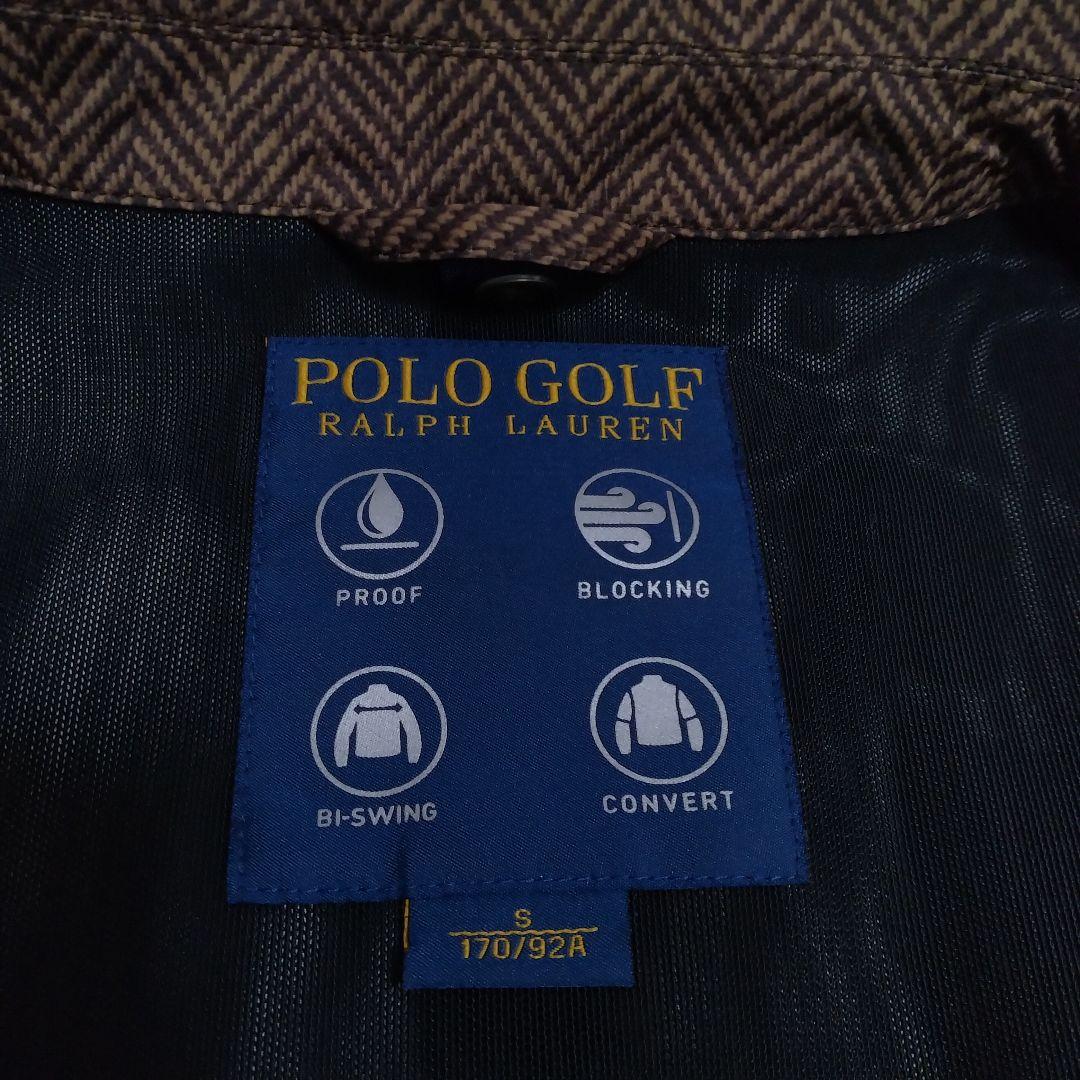 POLO GOLF
RALPH LAUREN
PROOF
BLOCKING
BI-SWING
CONVERT
S
170/92A